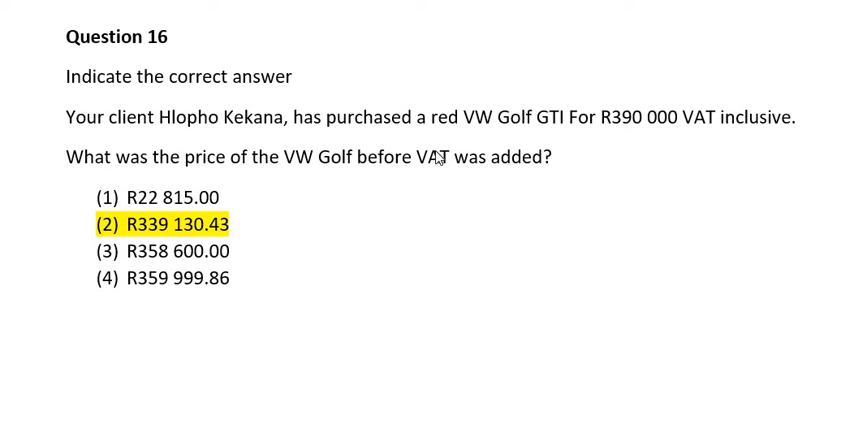 Question 16
Indicate the correct answer
Your client Hlopho Kekana, has purchased a red VW Golf GTI For R390 000 VAT inclusive.
What was the price of the VW Golf before VAT was added?
(1) R22 815.00
(2) R339 130.43
(3) R358 600.00
(4) R359 999.86